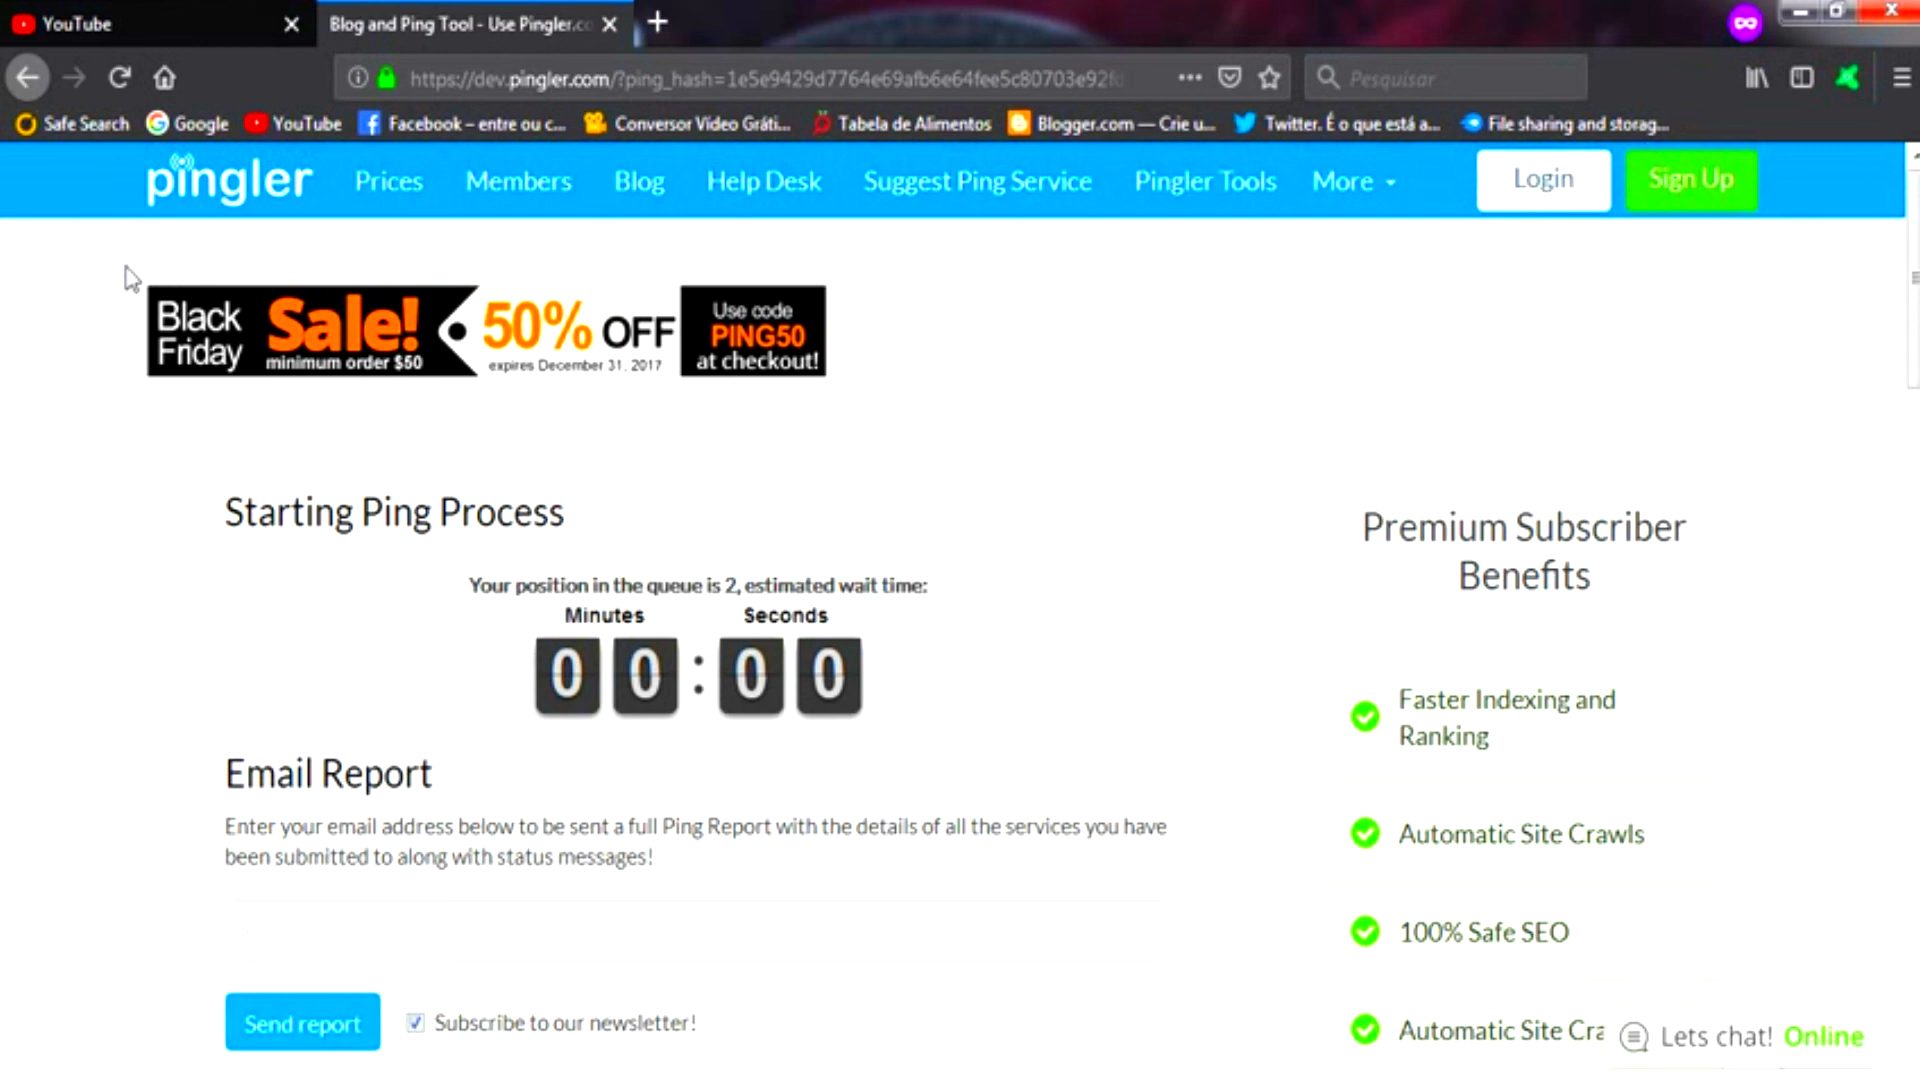 YouTube
Blog and Ping Tool - Use Pingler.co
https://dev.pingler.com/?ping_hash=1e5e9429d7764e69afb6e64fee5c80703e92f
Pesquisar
Safe Search
Google
YouTube
Facebook – entre ou c...
Conversor Vídeo Gráti...
Tabela de Alimentos
Blogger.com — Crie u...
Twitter. É o que está a...
File sharing and storag...
pingler
Prices
Members
Blog
Help Desk
Suggest Ping Service
Pingler Tools
More
Login
Sign Up
Black Friday
Sale!
minimum order $50
50% OFF
expires December 31, 2017
Use code
PING50
at checkout!
Starting Ping Process
Your position in the queue is 2, estimated wait time:
Minutes Seconds
00:00
Email Report
Enter your email address below to be sent a full Ping Report with the details of all the services you have
been submitted to along with status messages!
Send report
Subscribe to our newsletter!
Premium Subscriber
Benefits
Faster Indexing and
Ranking
Automatic Site Crawls
100% Safe SEO
Automatic Site Cra
Lets chat! Online